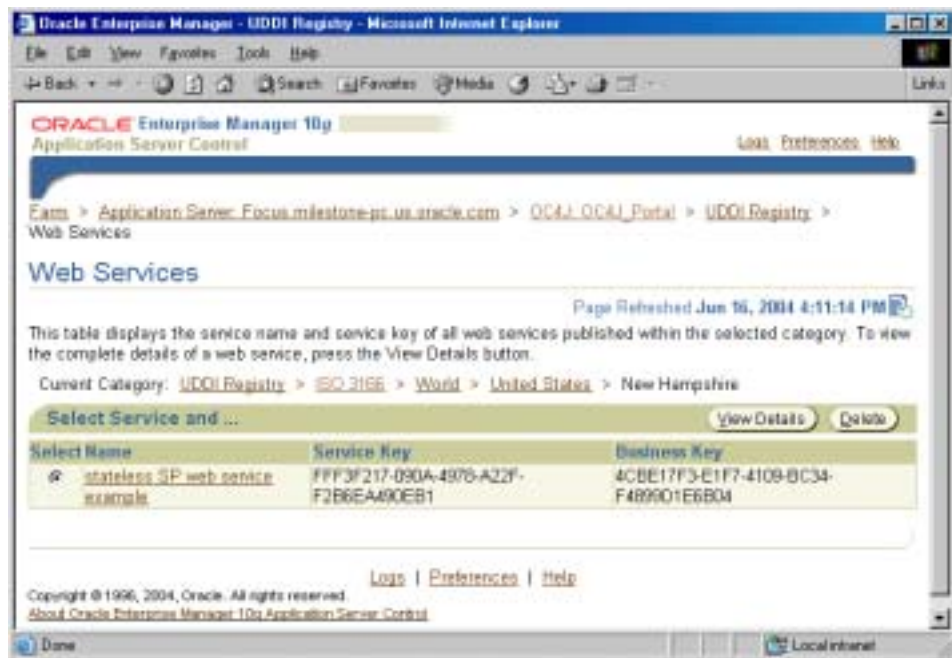 Oracle Enterprise Manager - UDDI Registry - Microsoft Internet Explorer
File Edit View Favorites Tools Help
Back Search Favorites Media Links
ORACLE Enterprise Manager 10g
Application Server Control
Logs Preferences Help
Farm > Application Server: Focus.milestone-pc.us.oracle.com > OC4J: OC4J_Portal > UDDI Registry >
Web Services
Web Services
Page Refreshed Jun 16, 2004 4:11:14 PM
This table displays the service name and service key of all web services published within the selected category. To view
the complete details of a web service, press the View Details button.
Current Category: UDDI Registry > ISO 3166 > World > United States > New Hampshire
Select Service and ...
View Details Delete
Select Name Service Key Business Key
stateless SP web service FFF3F217-090A-4978-A22F- 4CBE17F3-E1F7-4109-BC34-
example F2B6EA490EB1 F489901E6B04
Logs | Preferences | Help
Copyright © 1996, 2004, Oracle. All rights reserved.
About Oracle Enterprise Manager 10g Application Server Control
Done Local intranet